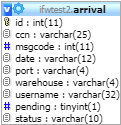 ifwtest2.arrival
id : int(11)
ccn : varchar(25)
msgcode : int(11)
date : varchar(12)
port : varchar(4)
warehouse : varchar(4)
username : varchar(32)
pending : tinyint(1)
status : varchar(10)